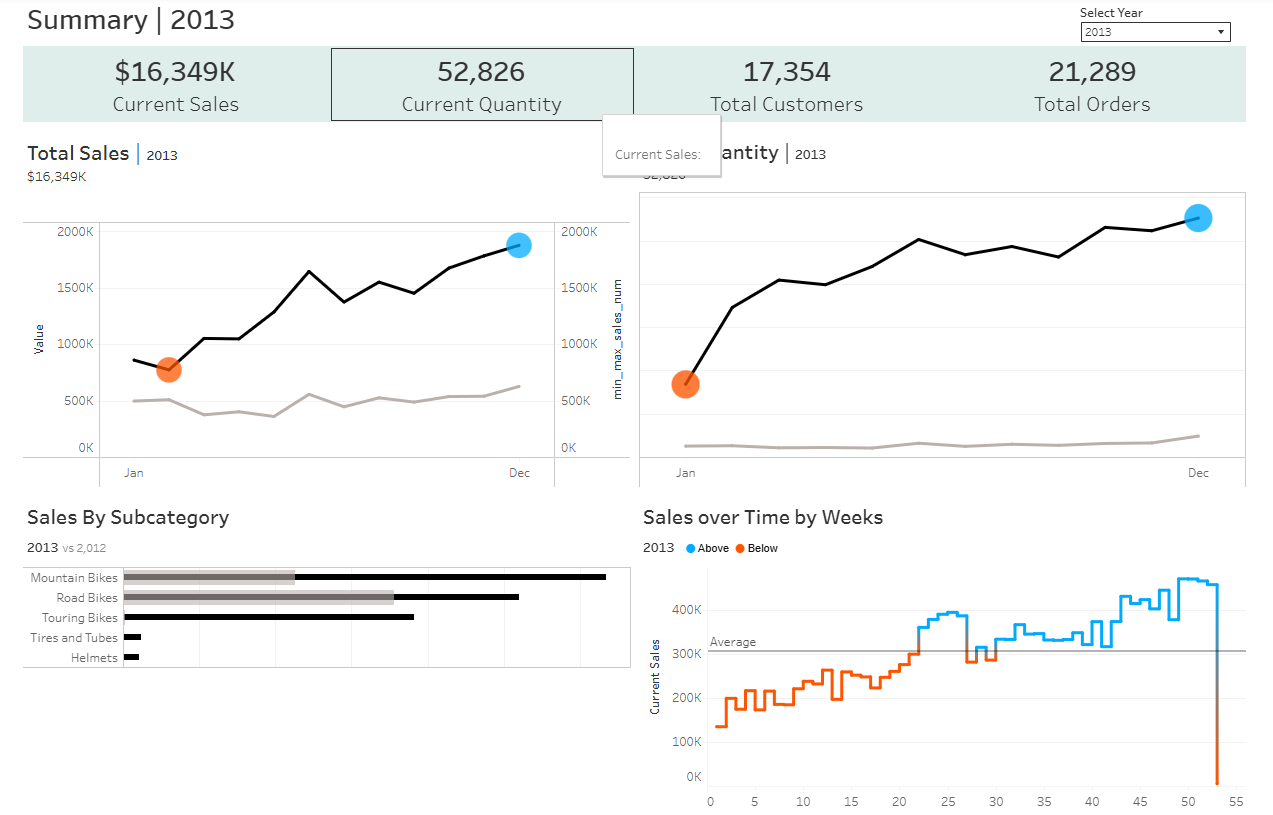 Summary | 2013
Select Year
2013
$16,349K
Current Sales
52,826
Current Quantity
17,354
Total Customers
21,289
Total Orders
Current Sales:
Total Sales | 2013
$16,349K
antity | 2013
2000K
1500K
1000K
500K
0K
Value
2000K
1500K
1000K
500K
0K
min_max_sales_num
Jan
Dec
Jan
Dec
Sales By Subcategory
2013 vs 2,012
Mountain Bikes
Road Bikes
Touring Bikes
Tires and Tubes
Helmets
Sales over Time by Weeks
2013 Above Below
400K
300K
200K
100K
0K
Current Sales
Average
0 5 10 15 20 25 30 35 40 45 50 55